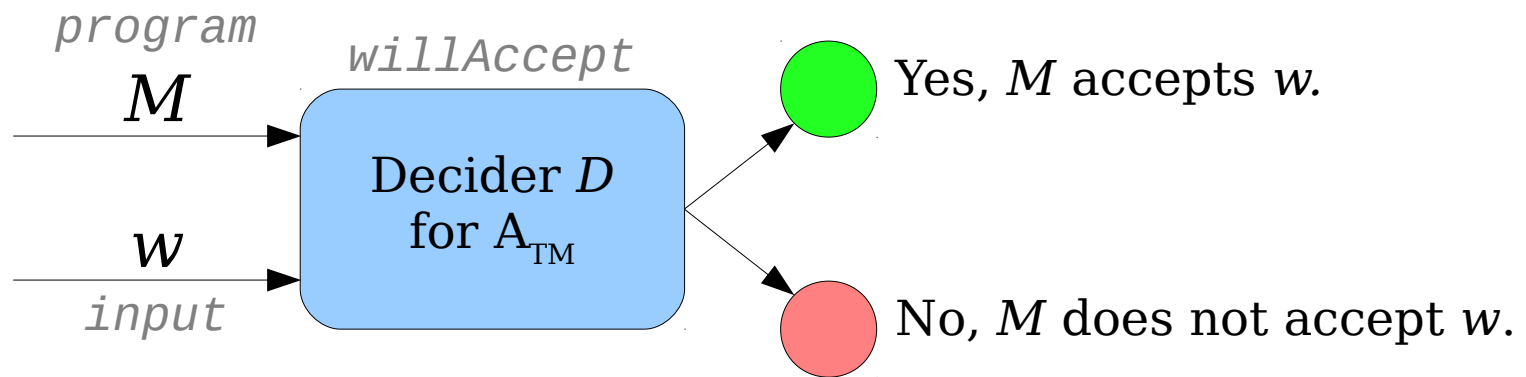 program
M
willAccept
Yes, M accepts w.
Decider D
for A_TM
w
input
No, M does not accept w.